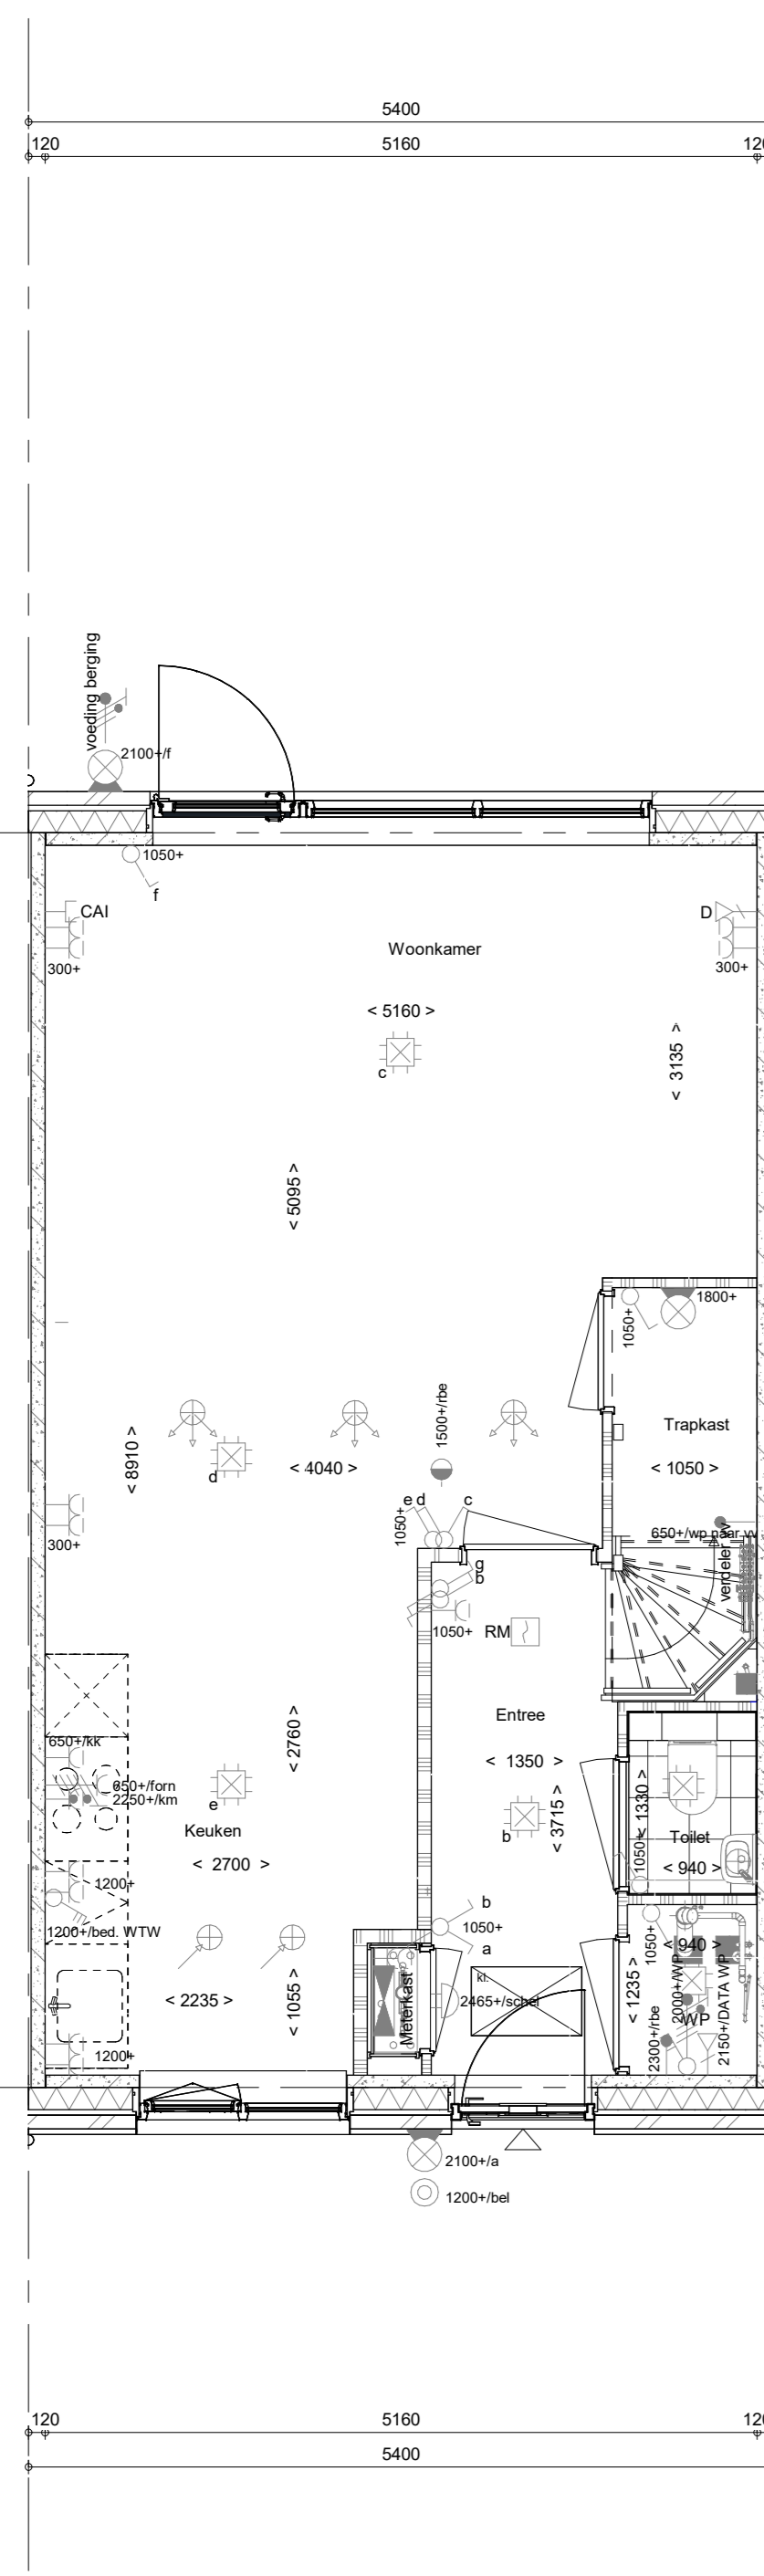 5400
120 5160 120
voeding berging
2100+/f
1050+
f
CAI
D
300+
300+
Woonkamer
< 5160 >
c
< 3135 >
< 5095 >
1800+
1050+
1500+/rbe
Trapkast
< 8910 >
d
< 4040 >
< 1050 >
e d
c
1050+
300+
650+/wp naar vv
verdeler vv
g
b
1050+
RM
Entree
650+/kk
< 2760 >
< 1350 >
650+/forn
2250+/km
e
Keuken
b
< 3715 >
< 1330 >
Toilet
< 2700 >
1050+
< 940 >
1200+
1200+/bed. WTW
b
1050+
a
1050+
< 940 >
kl.
2465+/schel
Meterkast
< 2235 >
< 1055 >
< 1235 >
2000+/WP
WP
2300+/rbe
2150+/DATA WP
1200+
2100+/a
1200+/bel
120 5160 120
5400